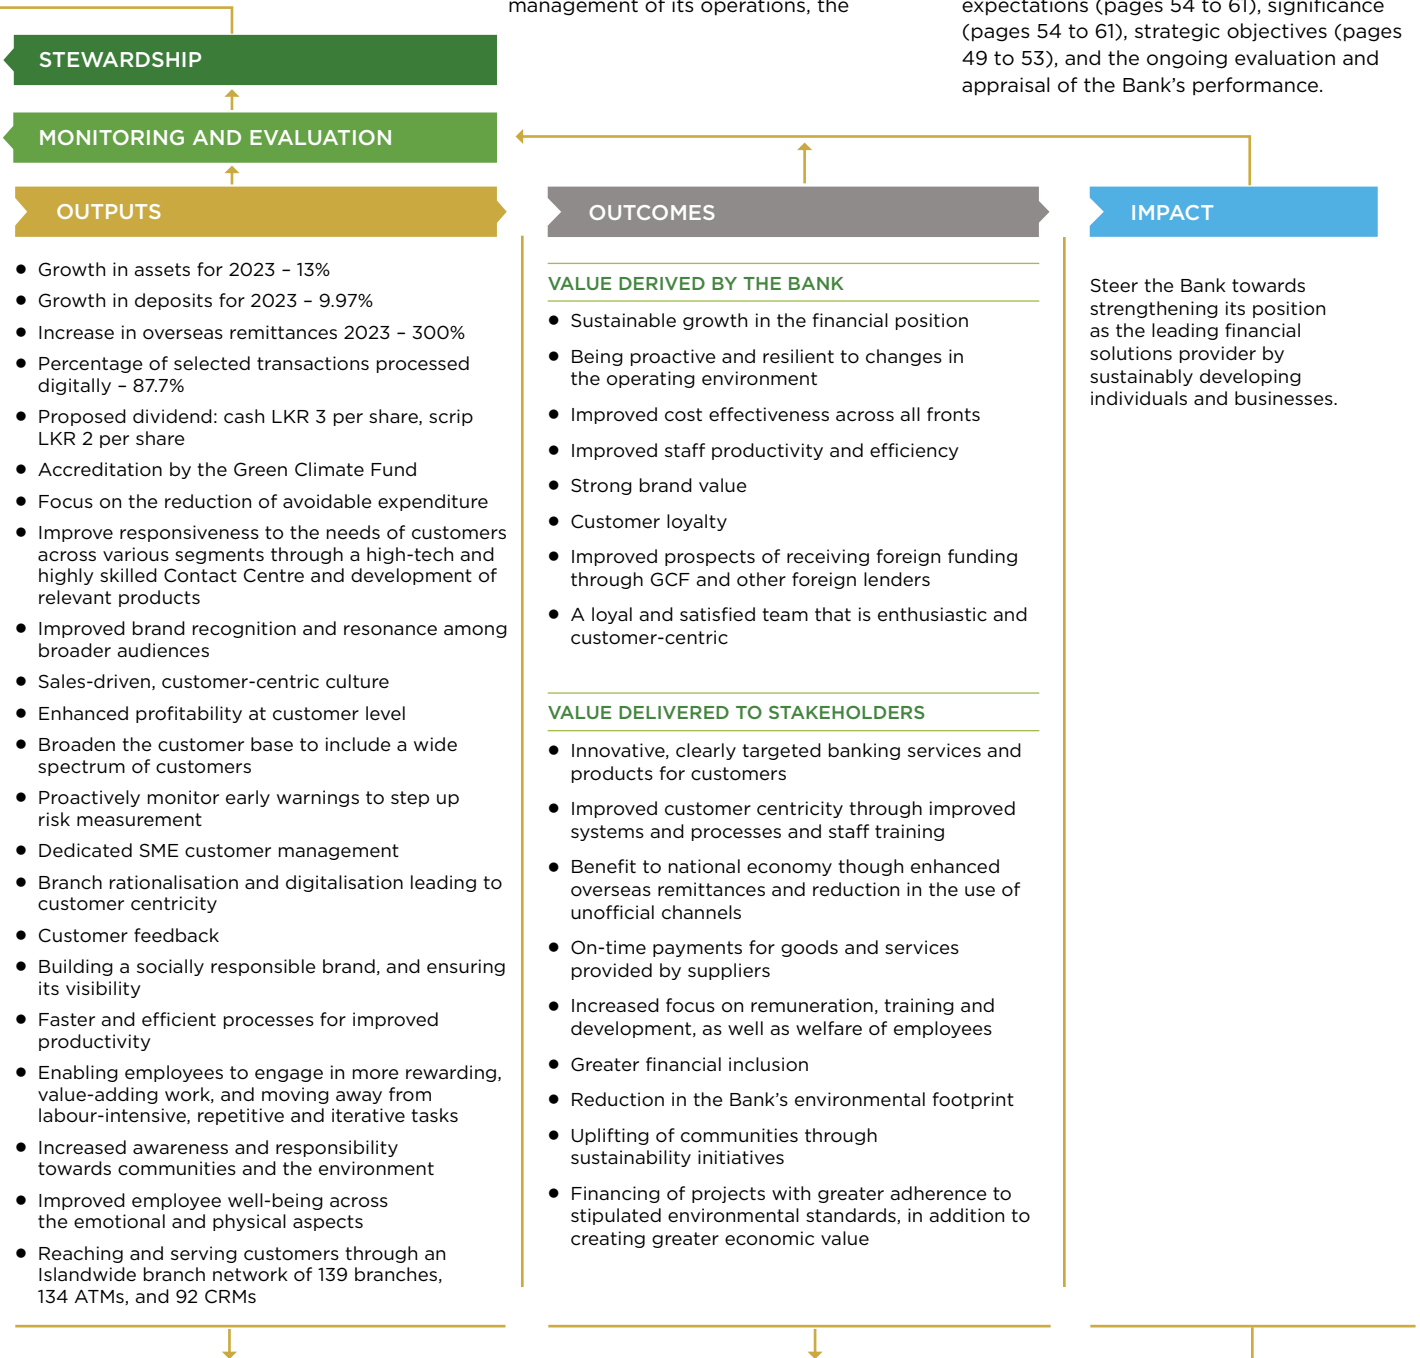 management of its operations, the
expectations (pages 54 to 61), significance
(pages 54 to 61), strategic objectives (pages
49 to 53), and the ongoing evaluation and
appraisal of the Bank’s performance.
STEWARDSHIP
MONITORING AND EVALUATION
OUTPUTS
● Growth in assets for 2023 – 13%
● Growth in deposits for 2023 – 9.97%
● Increase in overseas remittances 2023 – 300%
● Percentage of selected transactions processed
digitally – 87.7%
● Proposed dividend: cash LKR 3 per share, scrip
LKR 2 per share
● Accreditation by the Green Climate Fund
● Focus on the reduction of avoidable expenditure
● Improve responsiveness to the needs of customers
across various segments through a high-tech and
highly skilled Contact Centre and development of
relevant products
● Improved brand recognition and resonance among
broader audiences
● Sales-driven, customer-centric culture
● Enhanced profitability at customer level
● Broaden the customer base to include a wide
spectrum of customers
● Proactively monitor early warnings to step up
risk measurement
● Dedicated SME customer management
● Branch rationalisation and digitalisation leading to
customer centricity
● Customer feedback
● Building a socially responsible brand, and ensuring
its visibility
● Faster and efficient processes for improved
productivity
● Enabling employees to engage in more rewarding,
value-adding work, and moving away from
labour-intensive, repetitive and iterative tasks
● Increased awareness and responsibility
towards communities and the environment
● Improved employee well-being across
the emotional and physical aspects
● Reaching and serving customers through an
Islandwide branch network of 139 branches,
134 ATMs, and 92 CRMs
OUTCOMES
VALUE DERIVED BY THE BANK
● Sustainable growth in the financial position
● Being proactive and resilient to changes in
the operating environment
● Improved cost effectiveness across all fronts
● Improved staff productivity and efficiency
● Strong brand value
● Customer loyalty
● Improved prospects of receiving foreign funding
through GCF and other foreign lenders
● A loyal and satisfied team that is enthusiastic and
customer-centric
VALUE DELIVERED TO STAKEHOLDERS
● Innovative, clearly targeted banking services and
products for customers
● Improved customer centricity through improved
systems and processes and staff training
● Benefit to national economy though enhanced
overseas remittances and reduction in the use of
unofficial channels
● On-time payments for goods and services
provided by suppliers
● Increased focus on remuneration, training and
development, as well as welfare of employees
● Greater financial inclusion
● Reduction in the Bank’s environmental footprint
● Uplifting of communities through
sustainability initiatives
● Financing of projects with greater adherence to
stipulated environmental standards, in addition to
creating greater economic value
IMPACT
Steer the Bank towards
strengthening its position
as the leading financial
solutions provider by
sustainably developing
individuals and businesses.